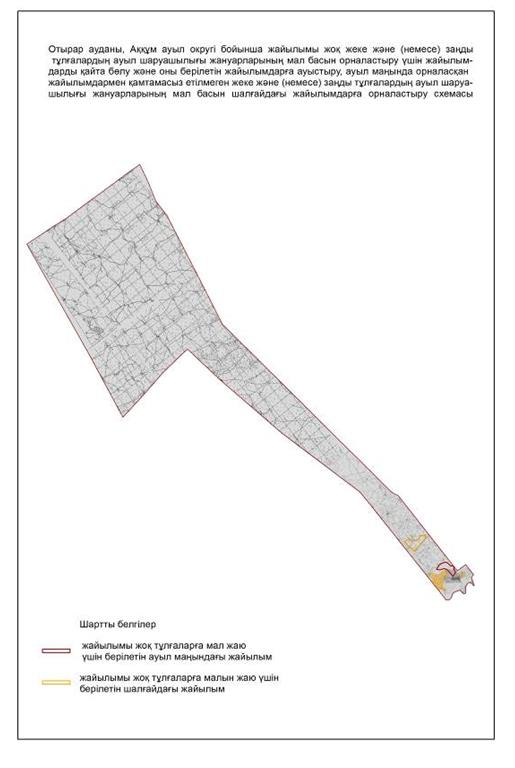 Отырар ауданы, Аққұм ауыл округі бойынша жайылымы жоқ жеке және (немесе) заңды
тұлғалардың ауыл шаруашылығы жануарларының мал басын орналастыру үшін жайылым-
дарды қайта бөлу және оны берілетін жайылымдарға ауыстыру, ауыл маңында орналасқан
жайылымдармен қамтамасыз етілмеген жеке және (немесе) заңды тұлғалардың ауыл шаруа-
шылығы жануарларының мал басын шалғайдағы жайылымдарға орналастыру схемасы
Шартты белгілер
жайылымы жоқ тұлғаларға мал жаю
үшін берілетін ауыл маңындағы жайылым
жайылымы жоқ тұлғаларға малын жаю үшін
берілетін шалғайдағы жайылым